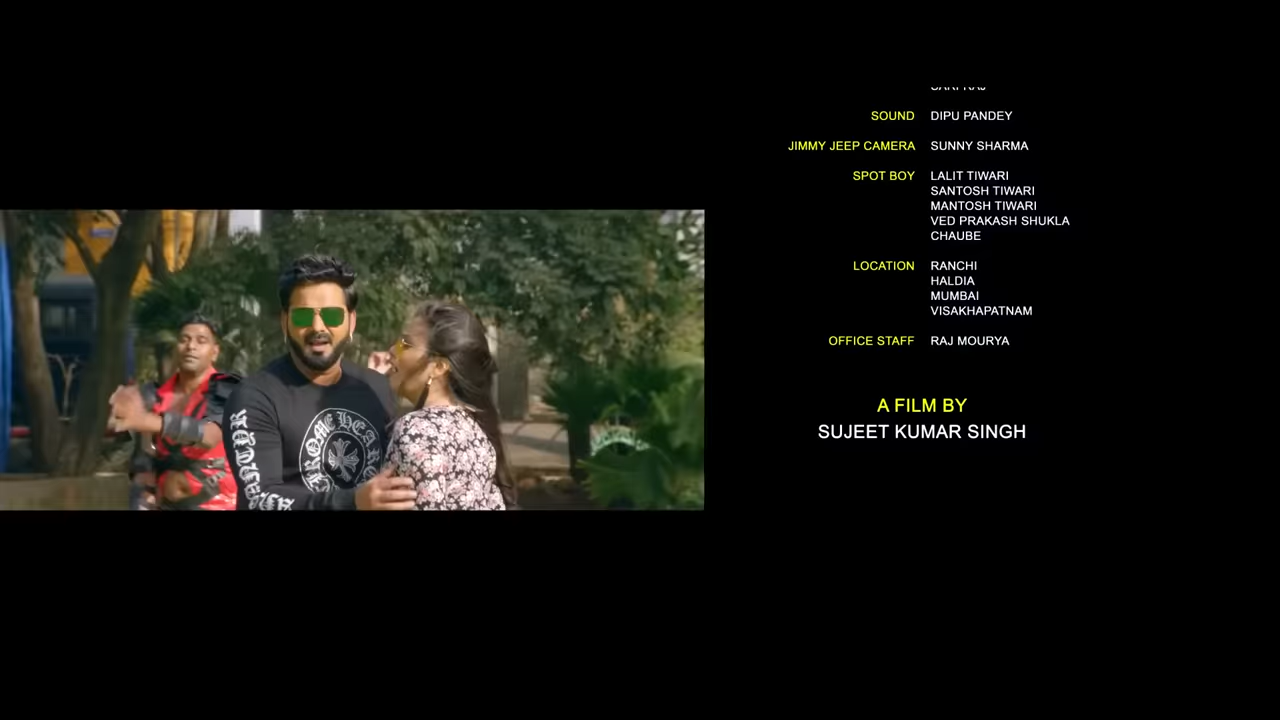 SOUND DIPU PANDEY
JIMMY JEEP CAMERA SUNNY SHARMA
SPOT BOY LALIT TIWARI
SANTOSH TIWARI
MANTOSH TIWARI
VED PRAKASH SHUKLA
CHAUBE
LOCATION RANCHI
HALDIA
MUMBAI
VISAKHAPATNAM
OFFICE STAFF RAJ MOURYA
A FILM BY
SUJEET KUMAR SINGH